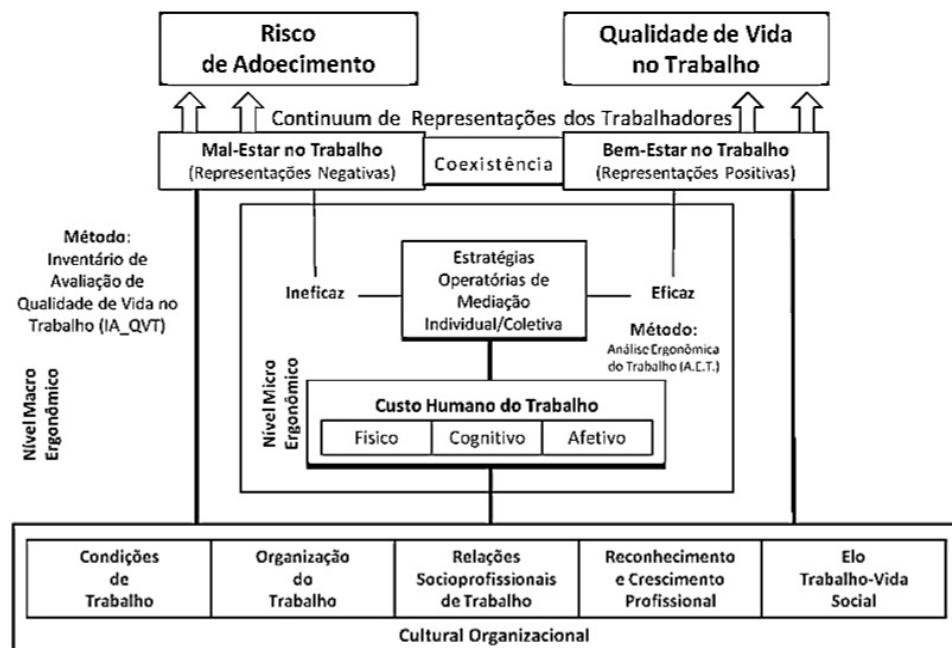 Risco
de Adoecimento
Qualidade de Vida
no Trabalho
Continuum de Representações dos Trabalhadores
Mal-Estar no Trabalho
(Representações Negativas)
Coexistência
Bem-Estar no Trabalho
(Representações Positivas)
Método:
Inventário de
Avaliação de
Qualidade de Vida no
Trabalho (IA_QVT)
Nível Macro
Ergonômico
Ineficaz
Estratégias
Operatórias de
Mediação
Individual/Coletiva
Eficaz
Método:
Análise Ergonômica
do Trabalho (A.E.T.)
Nível Micro
Ergonômico
Custo Humano do Trabalho
Físico
Cognitivo
Afetivo
Condições
de
Trabalho
Organização
do
Trabalho
Relações
Socioprofissionais
de Trabalho
Reconhecimento
e Crescimento
Profissional
Elo
Trabalho-Vida
Social
Cultural Organizacional